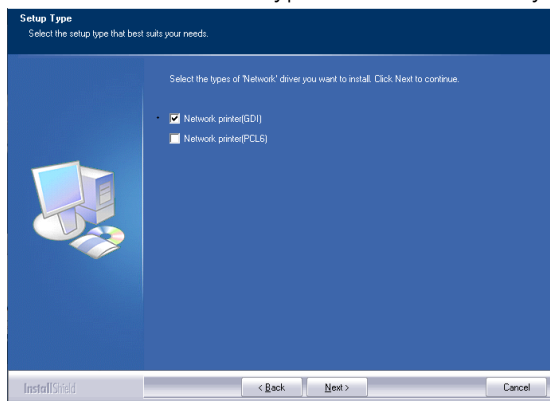 Setup Type
Select the setup type that best suits your needs.
Select the types of 'Network' driver you want to install. Click Next to continue.
Network printer(GDI)
Network printer(PCL6)
InstallShield
< Back Next > Cancel